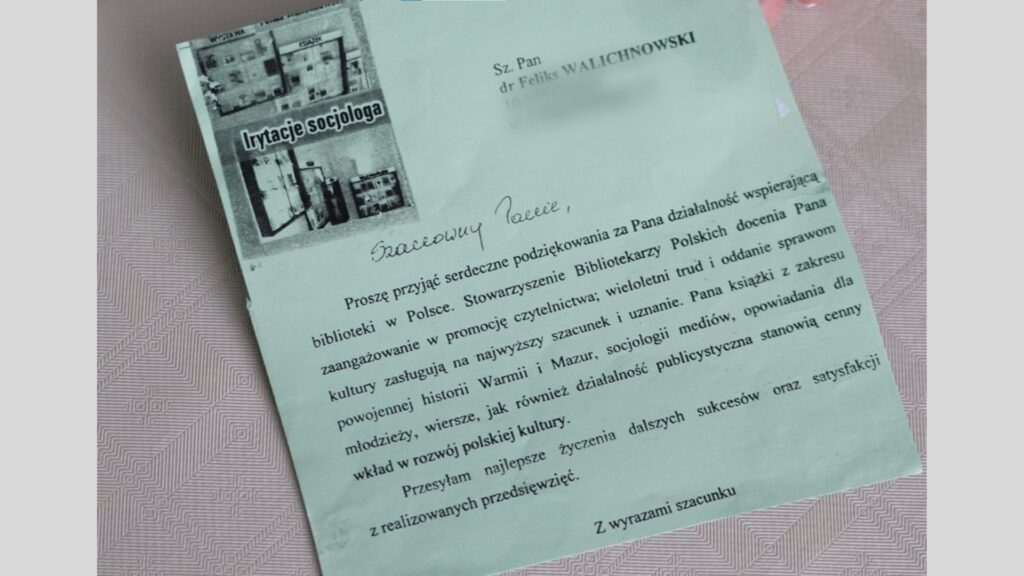 WYSTAWA
KSIĄŻKI
Irytacje socjologa
Sz. Pan
dr Feliks WALICHNOWSKI
Szanowny Panie,
Proszę przyjąć serdeczne podziękowania za Pana działalność wspierającą
biblioteki w Polsce. Stowarzyszenie Bibliotekarzy Polskich docenia Pana
zaangażowanie w promocję czytelnictwa; wieloletni trud i oddanie sprawom
kultury zasługują na najwyższy szacunek i uznanie. Pana książki z zakresu
powojennej historii Warmii i Mazur, socjologii mediów, opowiadania dla
młodzieży, wiersze, jak również działalność publicystyczna stanowią cenny
wkład w rozwój polskiej kultury.
Przesyłam najlepsze życzenia dalszych sukcesów oraz satysfakcji
z realizowanych przedsięwzięć.
Z wyrazami szacunku